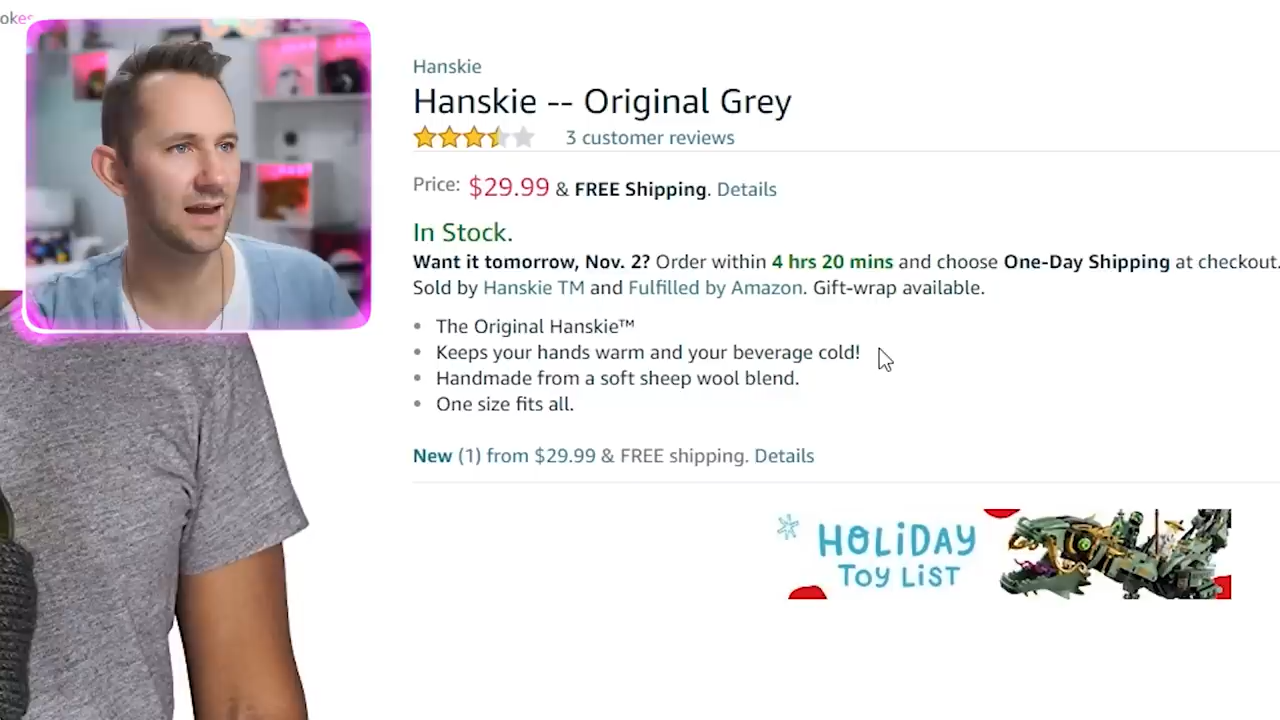 Hanskie
Hanskie -- Original Grey
3 customer reviews
Price: $29.99 & FREE Shipping. Details
In Stock.
Want it tomorrow, Nov. 2? Order within 4 hrs 20 mins and choose One-Day Shipping at checkout.
Sold by Hanskie TM and Fulfilled by Amazon. Gift-wrap available.
• The Original Hanskie™
• Keeps your hands warm and your beverage cold!
• Handmade from a soft sheep wool blend.
• One size fits all.
New (1) from $29.99 & FREE shipping. Details
HOLiDAY
TOY LiST